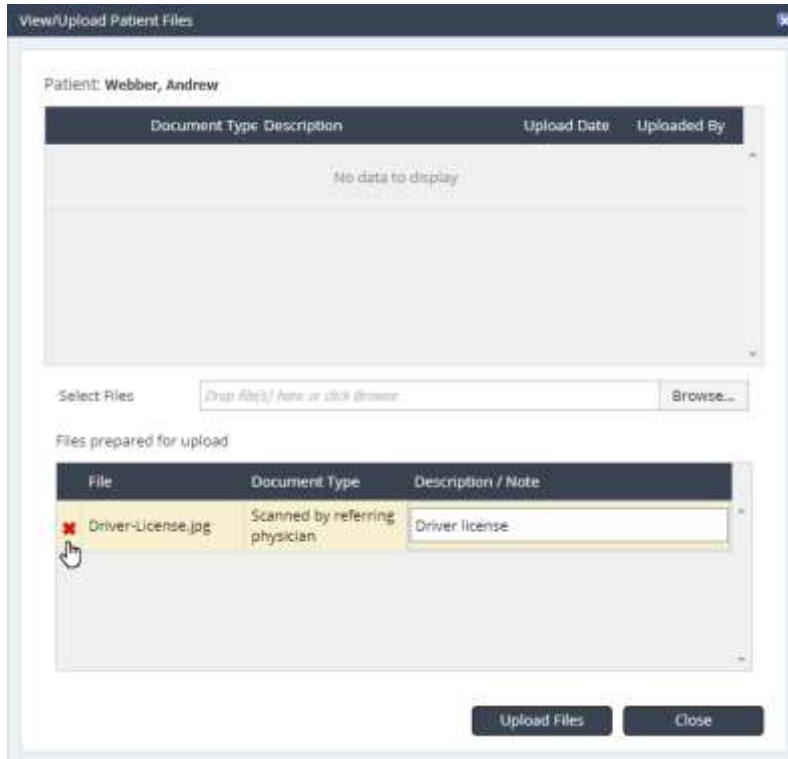 View/Upload Patient Files
Patient: Webber, Andrew
Document Type Description Upload Date Uploaded By
No data to display
Select Files Drop file(s) here or click Browse Browse...
Files prepared for upload
File Document Type Description / Note
Driver-License.jpg Scanned by referring physician Driver license
Upload Files Close